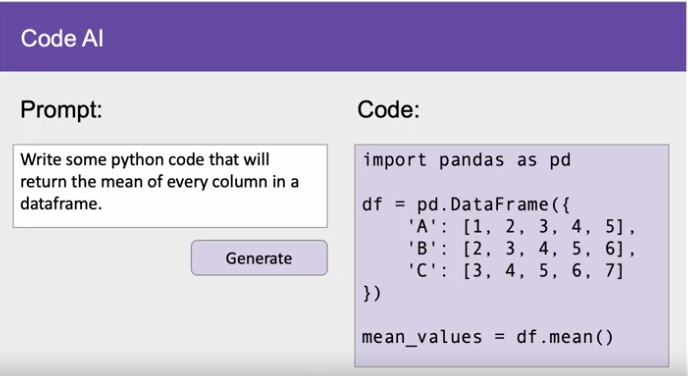 Code AI
Prompt:
Write some python code that will
return the mean of every column in a
dataframe.
Generate
Code:
import pandas as pd
df = pd.DataFrame({
    'A': [1, 2, 3, 4, 5],
    'B': [2, 3, 4, 5, 6],
    'C': [3, 4, 5, 6, 7]
})
mean_values = df.mean()